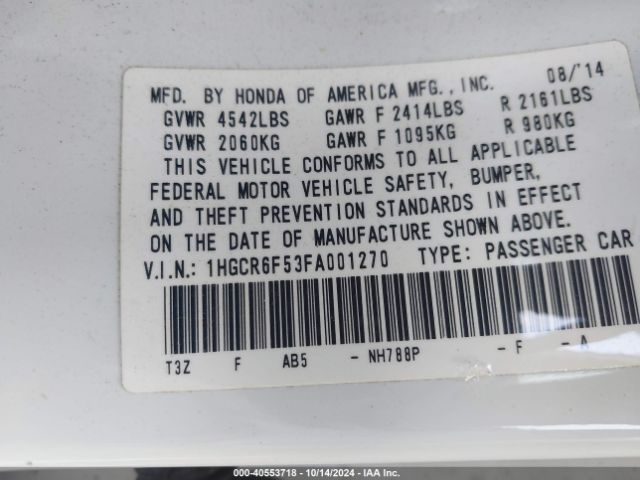 MFD. BY HONDA OF AMERICA MFG., INC. 08/'14
GVWR 4542LBS GAWR F 2414LBS R 2161LBS
GVWR 2060KG GAWR F 1095KG R 980KG
THIS VEHICLE CONFORMS TO ALL APPLICABLE
FEDERAL MOTOR VEHICLE SAFETY, BUMPER,
AND THEFT PREVENTION STANDARDS IN EFFECT
ON THE DATE OF MANUFACTURE SHOWN ABOVE.
V.I.N.: 1HGCR6F53FA001270 TYPE: PASSENGER CAR
T3Z F AB5 - NH788P - F - A
000-40553718 - 10/14/2024 - Copyright IAA, Inc.